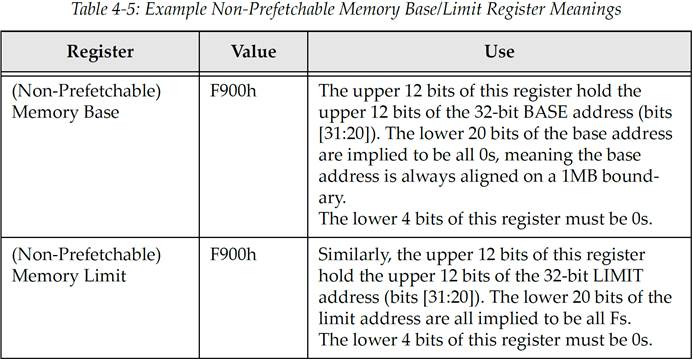 Table 4-5: Example Non-Prefetchable Memory Base/Limit Register Meanings
Register Value Use
(Non-Prefetchable)
Memory Base
F900h
The upper 12 bits of this register hold the
upper 12 bits of the 32-bit BASE address (bits
[31:20]). The lower 20 bits of the base address
are implied to be all 0s, meaning the base
address is always aligned on a 1MB bound-
ary.
The lower 4 bits of this register must be 0s.
(Non-Prefetchable)
Memory Limit
F900h
Similarly, the upper 12 bits of this register
hold the upper 12 bits of the 32-bit LIMIT
address (bits [31:20]). The lower 20 bits of the
limit address are all implied to be all Fs.
The lower 4 bits of this register must be 0s.